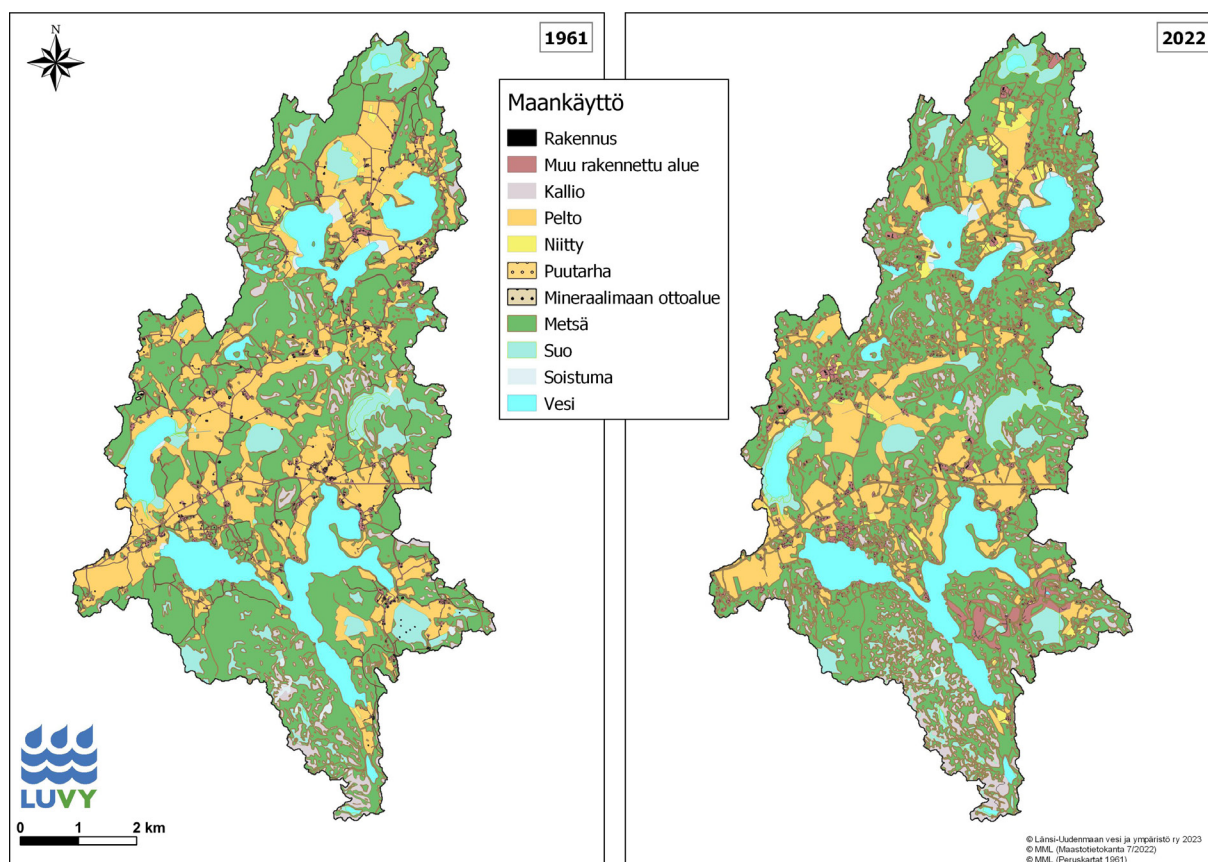 N
1961
2022
Maankäyttö
Rakennus
Muu rakennettu alue
Kallio
Pelto
Niitty
Puutarha
Mineraalimaan ottoalue
Metsä
Suo
Soistuma
Vesi
LUVY
0 1 2 km
© Länsi-Uudenmaan vesi ja ympäristö ry 2023
© MML (Maastotietokanta 7/2022)
© MML (Peruskartat 1961)